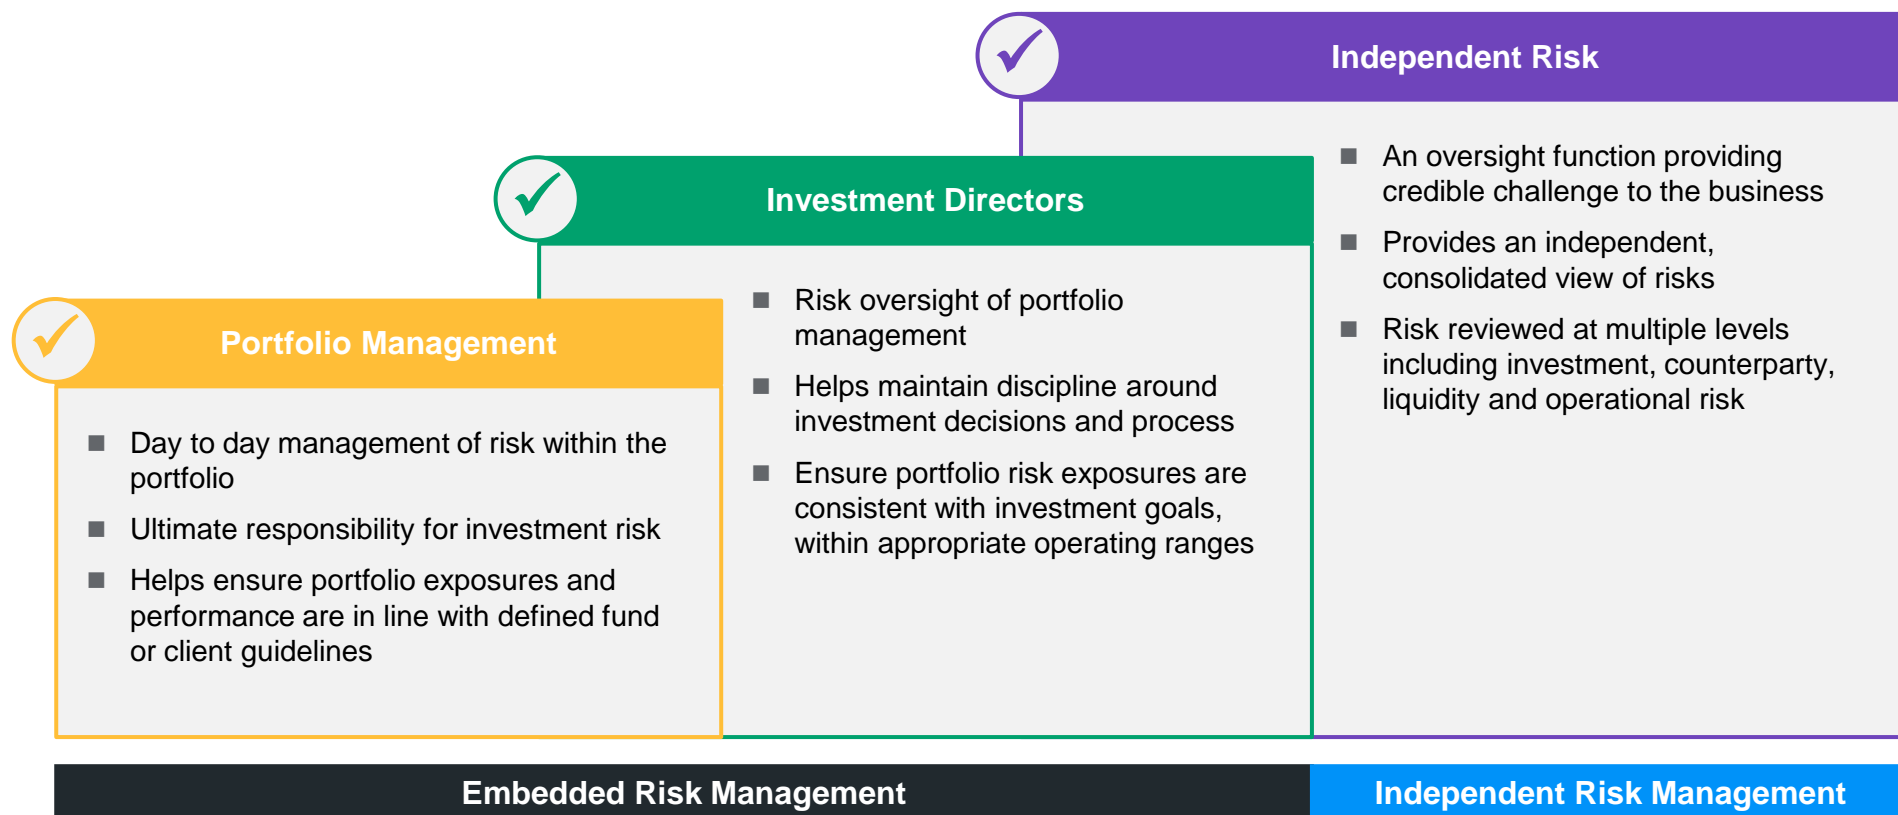 Independent Risk
An oversight function providing
credible challenge to the business
Provides an independent,
consolidated view of risks
Risk reviewed at multiple levels
including investment, counterparty,
liquidity and operational risk
Investment Directors
Risk oversight of portfolio
management
Helps maintain discipline around
investment decisions and process
Ensure portfolio risk exposures are
consistent with investment goals,
within appropriate operating ranges
Portfolio Management
Day to day management of risk within the
portfolio
Ultimate responsibility for investment risk
Helps ensure portfolio exposures and
performance are in line with defined fund
or client guidelines
Embedded Risk Management
Independent Risk Management